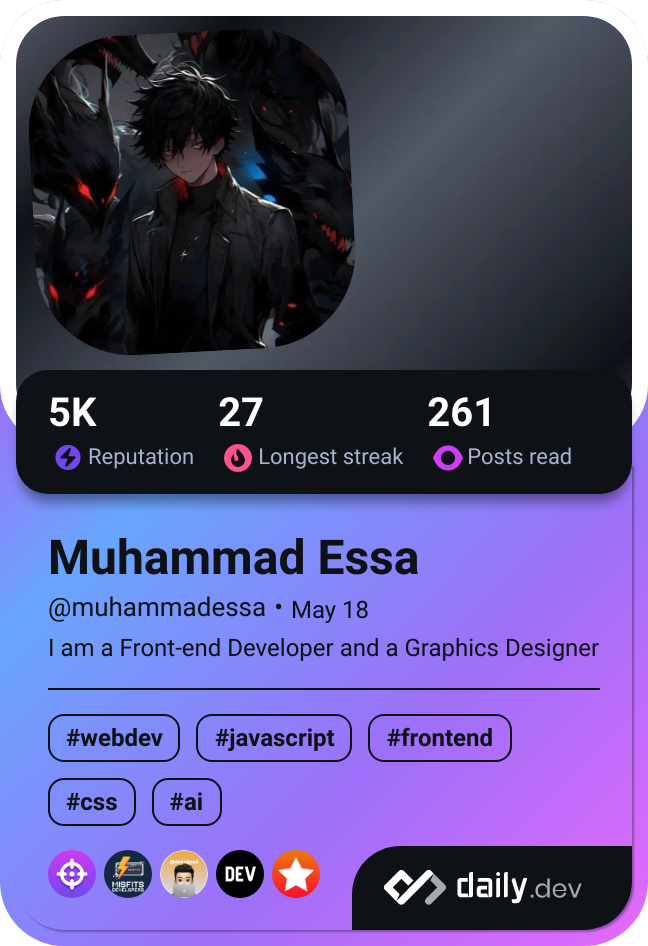 5K 27 261
Reputation Longest streak Posts read
Muhammad Essa
@muhammadessa • May 18
I am a Front-end Developer and a Graphics Designer
#webdev #javascript #frontend
#css #ai
MISFITS
DEVELOPERS
DEV
daily.dev